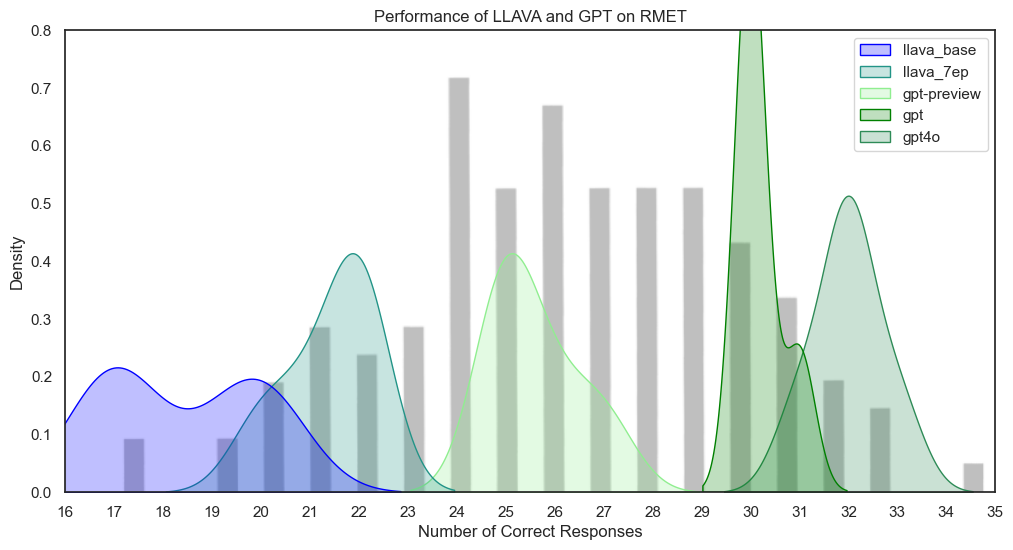 Performance of LLAVA and GPT on RMET
0.8
0.7
0.6
0.5
0.4
0.3
0.2
0.1
0.0
Density
llava_base
llava_7ep
gpt-preview
gpt
gpt4o
16 17 18 19 20 21 22 23 24 25 26 27 28 29 30 31 32 33 34 35
Number of Correct Responses